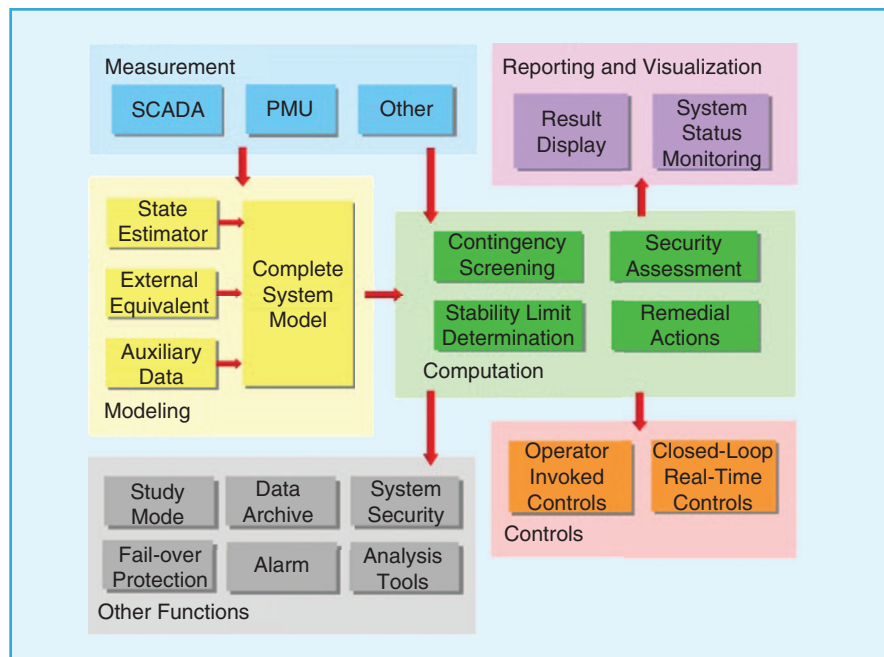 Measurement
SCADA
PMU
Other
Reporting and Visualization
Result
Display
System
Status
Monitoring
State
Estimator
External
Equivalent
Auxiliary
Data
Complete
System
Model
Modeling
Contingency
Screening
Security
Assessment
Stability Limit
Determination
Remedial
Actions
Computation
Study
Mode
Data
Archive
System
Security
Fail-over
Protection
Alarm
Analysis
Tools
Other Functions
Operator
Invoked
Controls
Closed-Loop
Real-Time
Controls
Controls